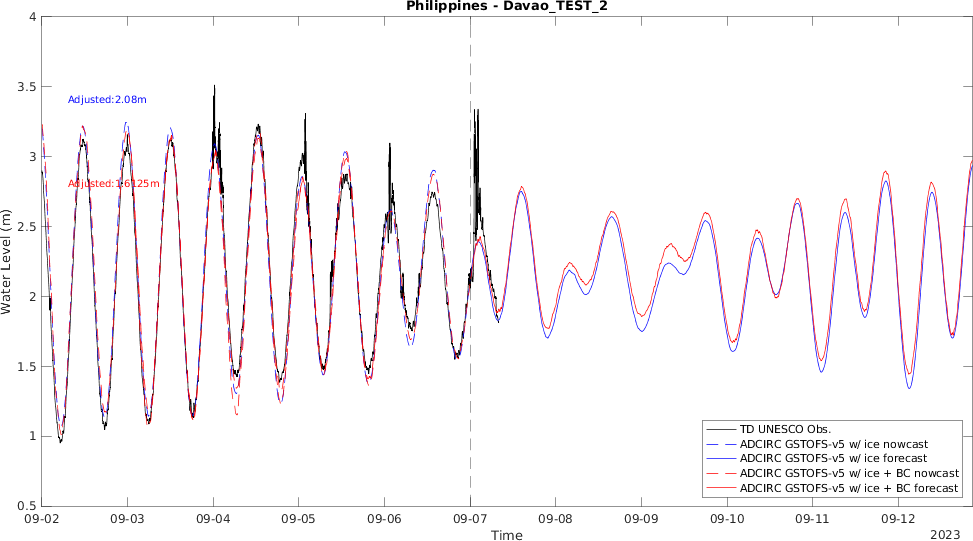 Philippines - Davao_TEST_2
4
3.5
3
2.5
2
1.5
1
0.5
Water Level (m)
Adjusted:2.08m
Adjusted:1.6125m
TD UNESCO Obs.
ADCIRC GSTOFS-v5 w/ ice nowcast
ADCIRC GSTOFS-v5 w/ ice forecast
ADCIRC GSTOFS-v5 w/ ice + BC nowcast
ADCIRC GSTOFS-v5 w/ ice + BC forecast
09-02 09-03 09-04 09-05 09-06 09-07 09-08 09-09 09-10 09-11 09-12
Time
2023